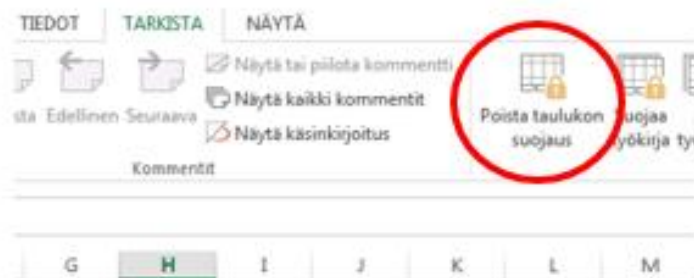 TIEDOT TARKISTA NÄYTÄ
Näytä tai piilota kommentti
Näytä kaikki kommentit
Näytä käsinkirjoitus
sta Edellinen Seuraava
Kommentit
Poista taulukon
suojaus
Suojaa
työkirja
G H I J K L M